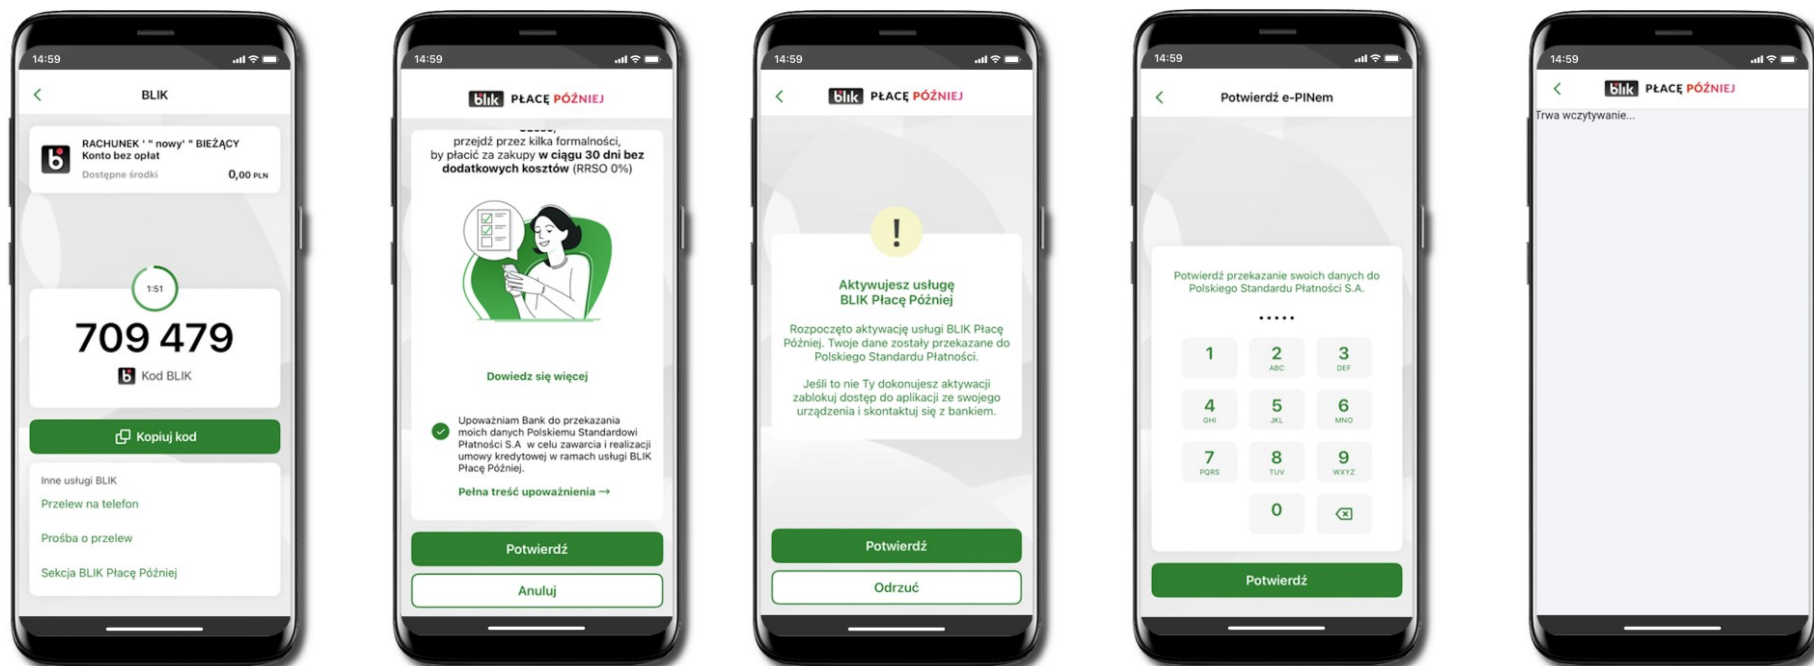 14:59
BLIK
RACHUNEK ' " nowy' " BIEŻĄCY
Konto bez opłat
Dostępne środki 0,00 PLN
1:51
709 479
Kod BLIK
Kopiuj kod
Inne usługi BLIK
Przelew na telefon
Prośba o przelew
Sekcja BLIK Płacę Później
14:59
blik PŁACĘ PÓŹNIEJ
przejdź przez kilka formalności,
by płacić za zakupy w ciągu 30 dni bez
dodatkowych kosztów (RRSO 0%)
Dowiedz się więcej
Upoważniam Bank do przekazania
moich danych Polskiemu Standardowi
Płatności S.A w celu zawarcia i realizacji
umowy kredytowej w ramach usługi BLIK
Płacę Później.
Pełna treść upoważnienia →
Potwierdź
Anuluj
14:59
blik PŁACĘ PÓŹNIEJ
!
Aktywujesz usługę
BLIK Płacę Później
Rozpoczęto aktywację usługi BLIK Płacę
Później. Twoje dane zostały przekazane do
Polskiego Standardu Płatności.
Jeśli to nie Ty dokonujesz aktywacji
zablokuj dostęp do aplikacji ze swojego
urządzenia i skontaktuj się z bankiem.
Potwierdź
Odrzuć
14:59
Potwierdź e-PINem
Potwierdź przekazanie swoich danych do
Polskiego Standardu Płatności S.A.
•••••
1 2 3
ABC DEF
4 5 6
GHI JKL MNO
7 8 9
PQRS TUV WXYZ
0
Potwierdź
14:59
blik PŁACĘ PÓŹNIEJ
Trwa wczytywanie...